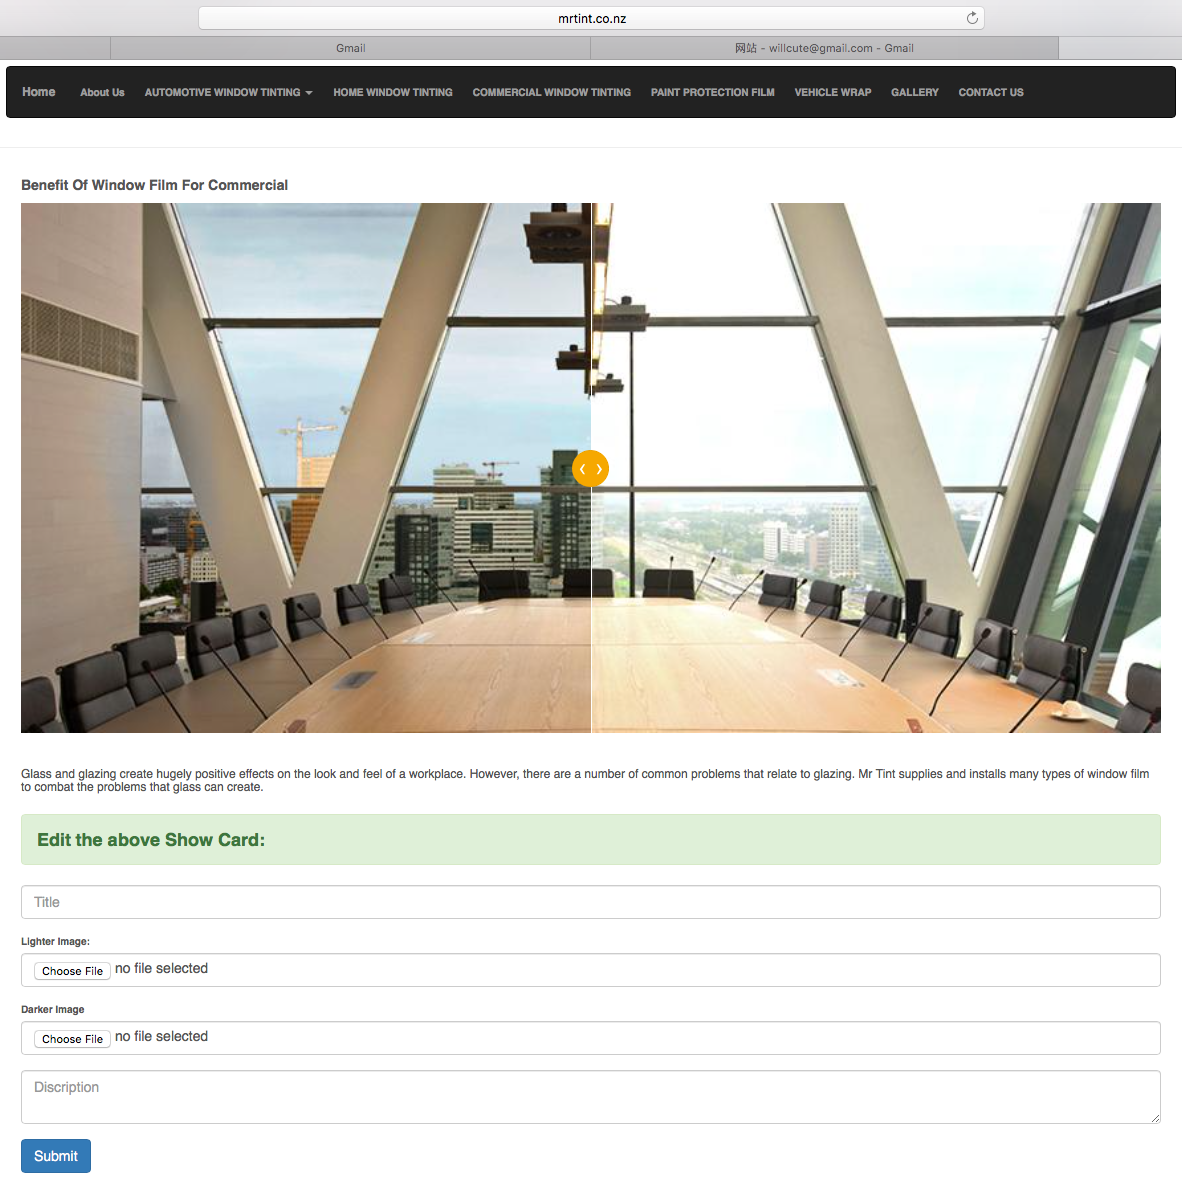 mrtint.co.nz
Gmail
网站 - willcute@gmail.com - Gmail
Home About Us AUTOMOTIVE WINDOW TINTING HOME WINDOW TINTING COMMERCIAL WINDOW TINTING PAINT PROTECTION FILM VEHICLE WRAP GALLERY CONTACT US
Benefit Of Window Film For Commercial
Glass and glazing create hugely positive effects on the look and feel of a workplace. However, there are a number of common problems that relate to glazing. Mr Tint supplies and installs many types of window film
to combat the problems that glass can create.
Edit the above Show Card:
Title
Lighter Image:
Choose File no file selected
Darker Image
Choose File no file selected
Discription
Submit